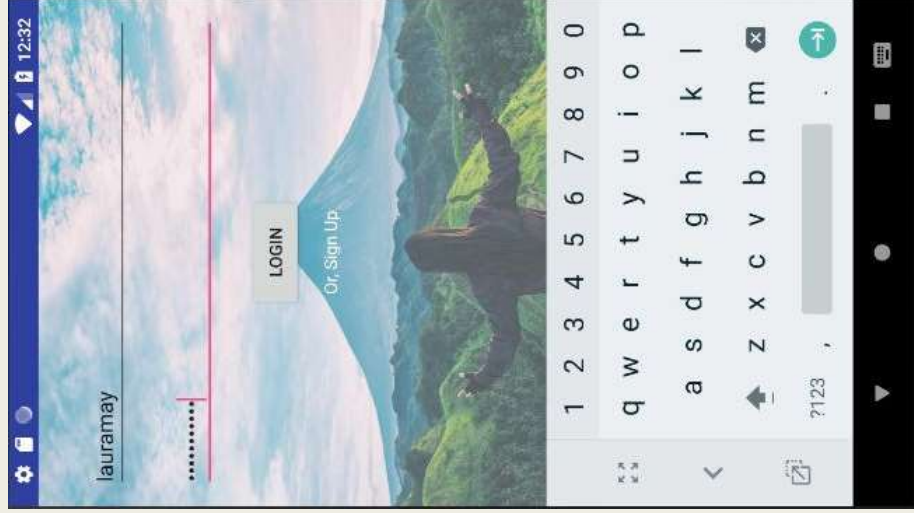 12:32
lauramay
••••••••••
LOGIN
Or, Sign Up
1 2 3 4 5 6 7 8 9 0
q w e r t y u i o p
a s d f g h j k l
z x c v b n m
?123 , .